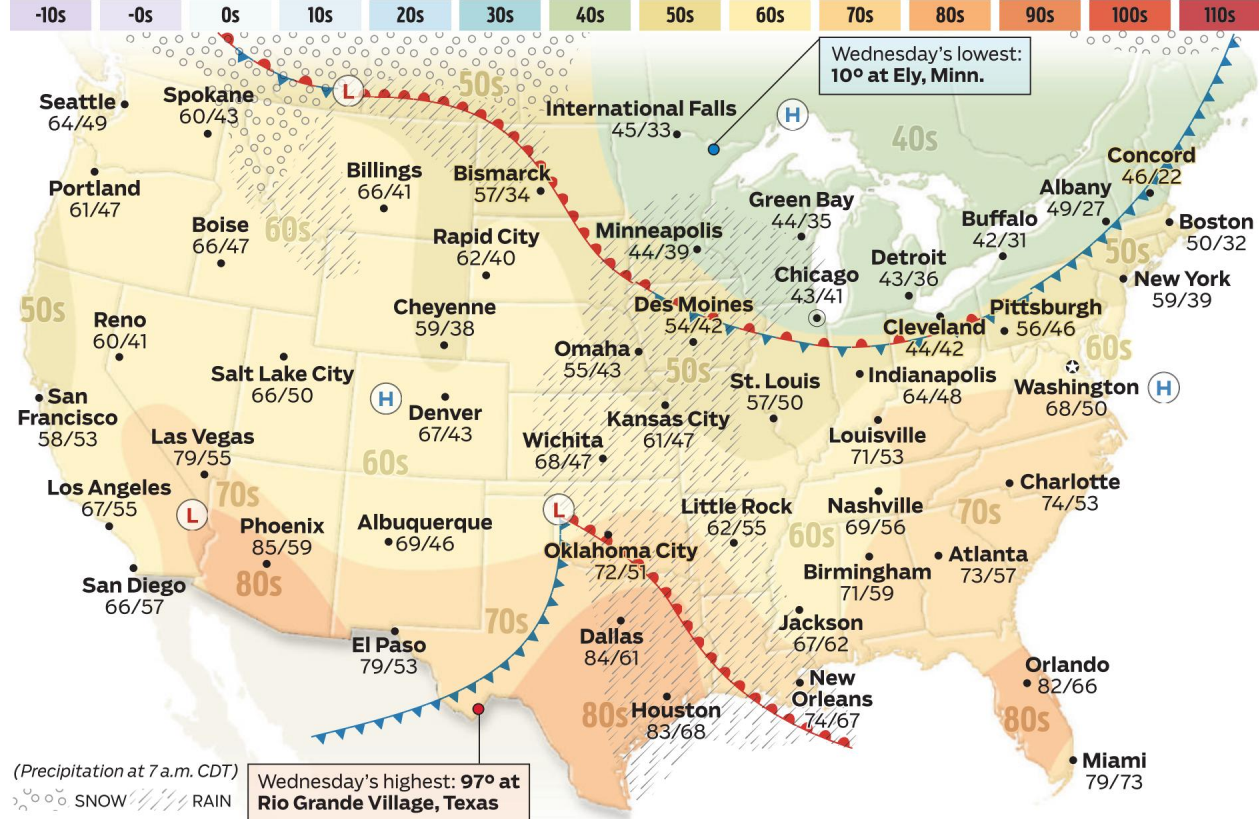 -10s -0s 0s 10s 20s 30s 40s 50s 60s 70s 80s 90s 100s 110s
Wednesday's lowest:
10° at Ely, Minn.
L
50s
H
40s
Seattle
64/49
Spokane
60/43
International Falls
45/33
Portland
61/47
Billings
66/41
Bismarck
57/34
Concord
46/22
Albany
49/27
Green Bay
44/35
Buffalo
42/31
Boston
50/32
Boise
66/47
60s
Rapid City
62/40
Minneapolis
44/39
Detroit
43/36
50s
Chicago
43/41
New York
59/39
50s
Reno
60/41
Cheyenne
59/38
Des Moines
54/42
Pittsburgh
56/46
Cleveland
44/42
60s
Omaha
55/43
50s
Salt Lake City
66/50
St. Louis
57/50
Indianapolis
64/48
Washington
68/50
H
San
Francisco
58/53
H
Denver
67/43
Kansas City
61/47
Louisville
71/53
Las Vegas
79/55
Wichita
68/47
60s
Los Angeles
67/55
70s
L
Charlotte
74/53
L
Phoenix
85/59
Albuquerque
69/46
Little Rock
62/55
Nashville
69/56
70s
60s
Oklahoma City
72/51
Birmingham
71/59
Atlanta
73/57
San Diego
66/57
80s
70s
El Paso
79/53
Dallas
84/61
Jackson
67/62
Orlando
82/66
New
Orleans
74/67
80s
Houston
83/68
80s
Miami
79/73
(Precipitation at 7 a.m. CDT)
SNOW RAIN
Wednesday's highest: 97° at
Rio Grande Village, Texas